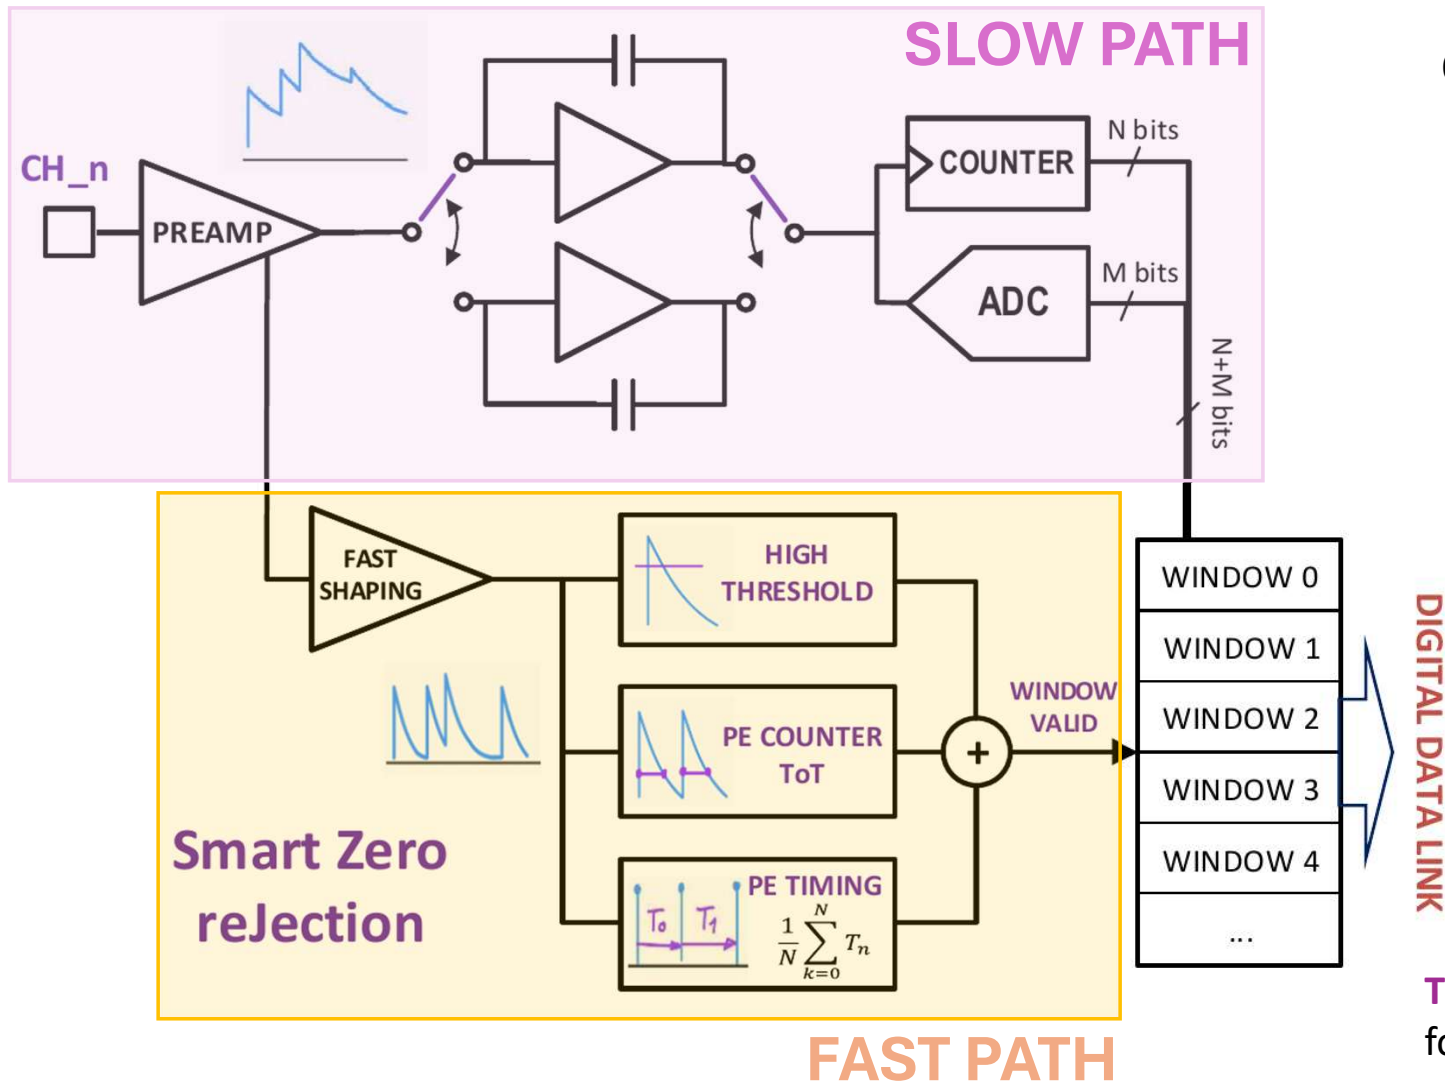 SLOW PATH
CH_n
PREAMP
COUNTER
N bits
ADC
M bits
N+M bits
FAST
SHAPING
HIGH
THRESHOLD
PE COUNTER
ToT
PE TIMING
T₀ T₁
1/N ∑ₖ₌₀ᴺ Tₙ
+
WINDOW
VALID
Smart Zero
reJection
WINDOW 0
WINDOW 1
WINDOW 2
WINDOW 3
WINDOW 4
...
DIGITAL DATA LINK
FAST PATH